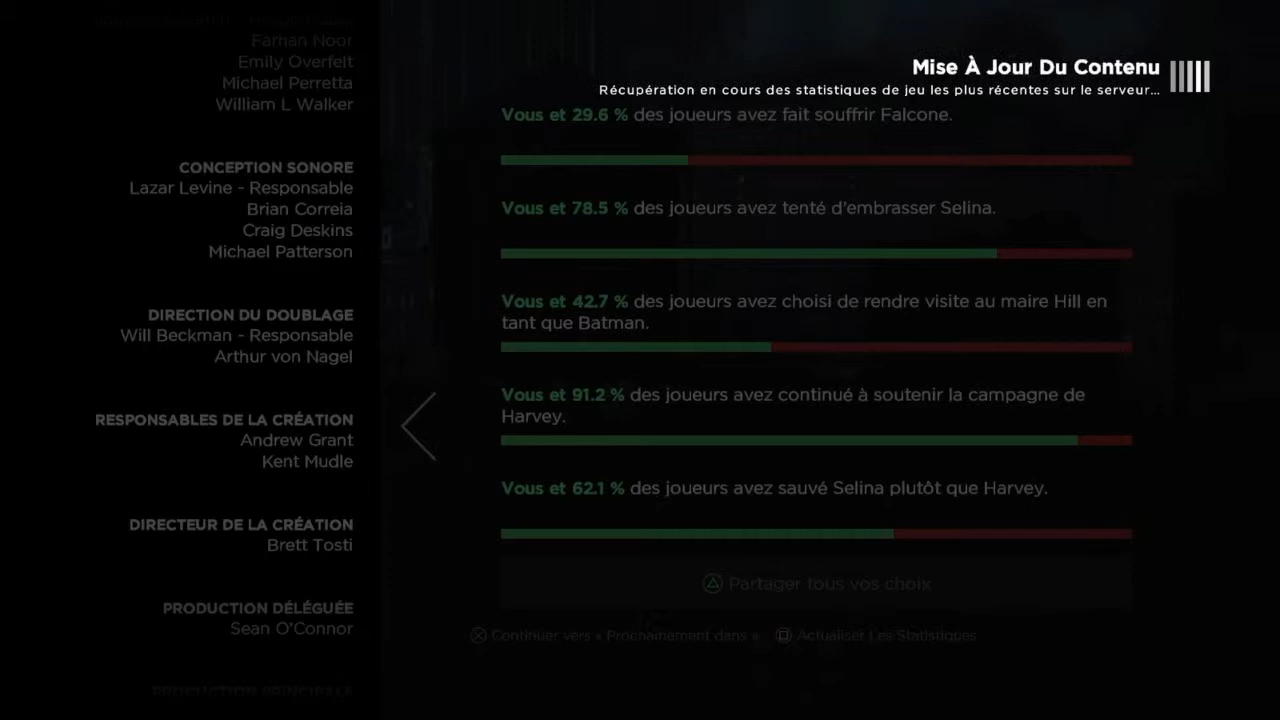 Farhan Noor
Emily Overfelt
Michael Perretta
William L Walker
CONCEPTION SONORE
Lazar Levine - Responsable
Brian Correia
Craig Deskins
Michael Patterson
DIRECTION DU DOUBLAGE
Will Beckman - Responsable
Arthur von Nagel
RESPONSABLES DE LA CRÉATION
Andrew Grant
Kent Mudle
DIRECTEUR DE LA CRÉATION
Brett Tosti
PRODUCTION DÉLÉGUÉE
Sean O'Connor
PRODUCTION PRINCIPALE
Mise À Jour Du Contenu
Récupération en cours des statistiques de jeu les plus récentes sur le serveur...
Vous et 29.6 % des joueurs avez fait souffrir Falcone.
Vous et 78.5 % des joueurs avez tenté d'embrasser Selina.
Vous et 42.7 % des joueurs avez choisi de rendre visite au maire Hill en
tant que Batman.
Vous et 91.2 % des joueurs avez continué à soutenir la campagne de
Harvey.
Vous et 62.1 % des joueurs avez sauvé Selina plutôt que Harvey.
Partager tous vos choix
Continuer vers « Prochainement dans » Actualiser Les Statistiques